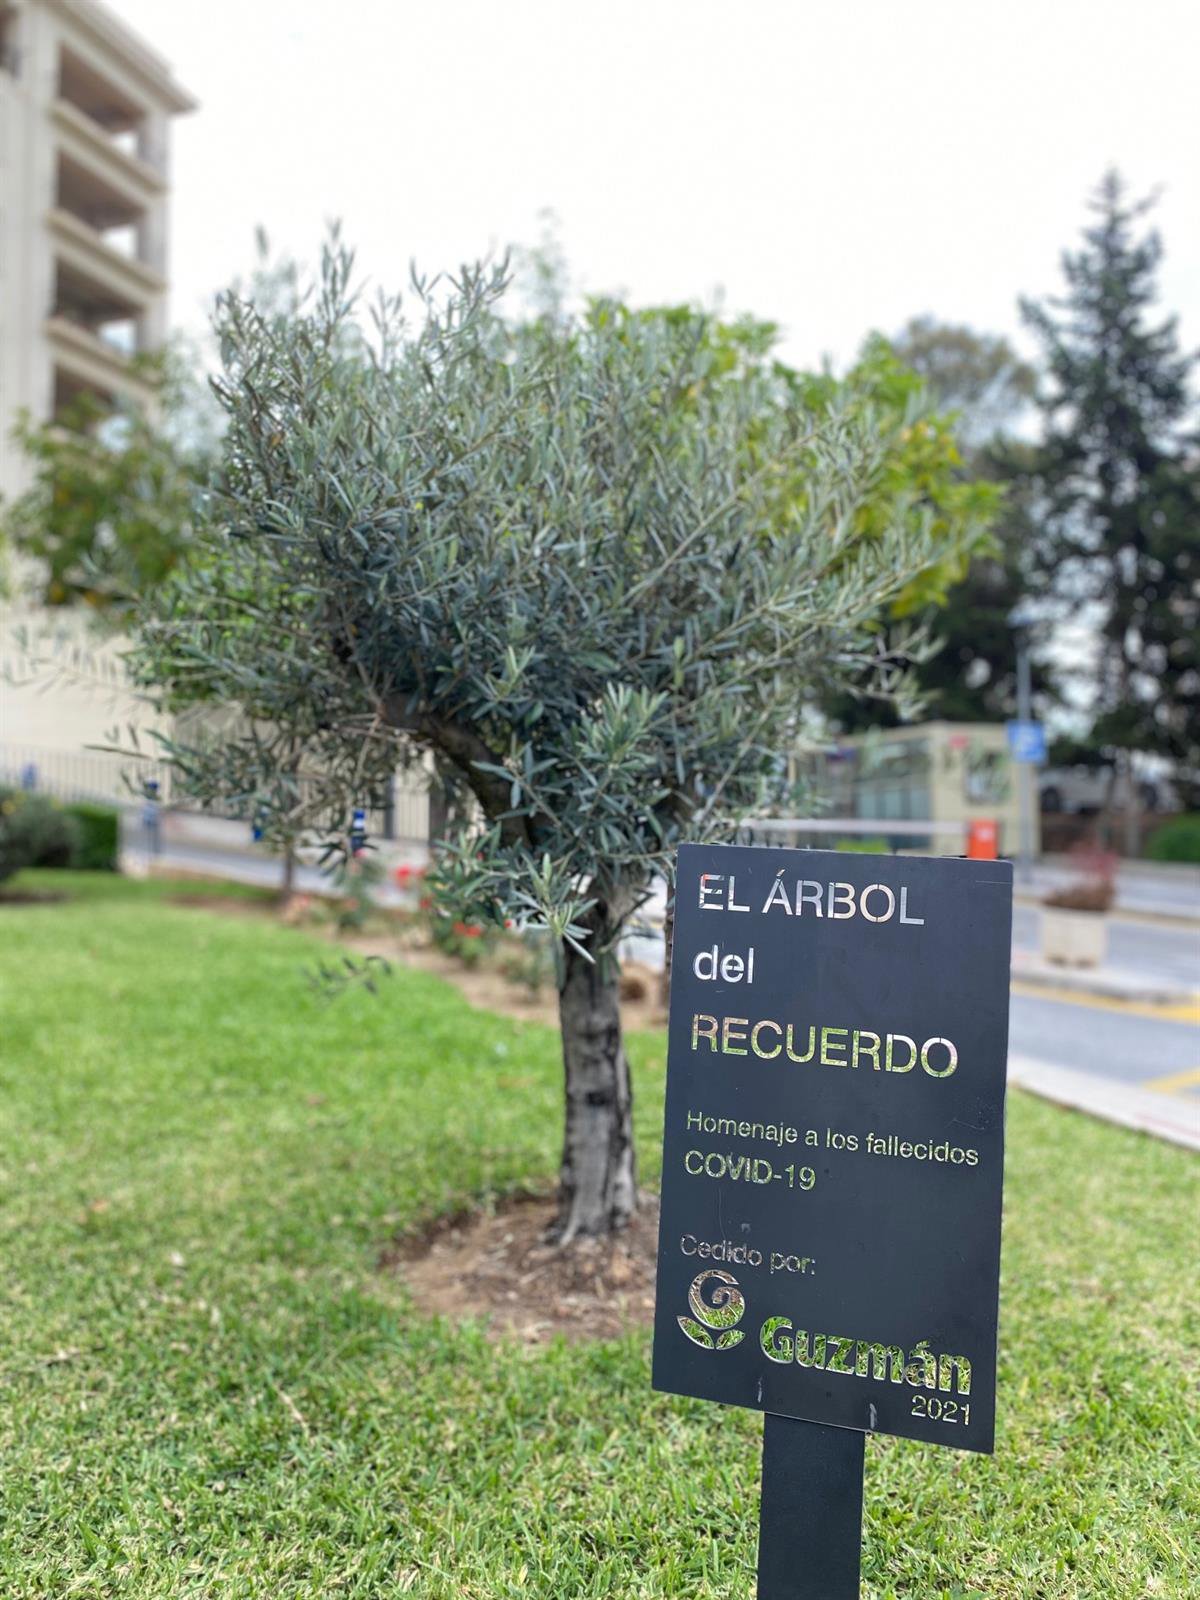 EL ÁRBOL
del
RECUERDO
Homenaje a los fallecidos
COVID-19
Cedido por:
Guzmán
2021